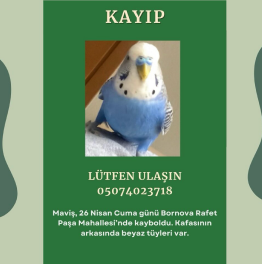 KAYIP
LÜTFEN ULAŞIN
05074023718
Maviş, 26 Nisan Cuma günü Bornova Rafet
Paşa Mahallesi'nde kayboldu. Kafasının
arkasında beyaz tüyleri var.